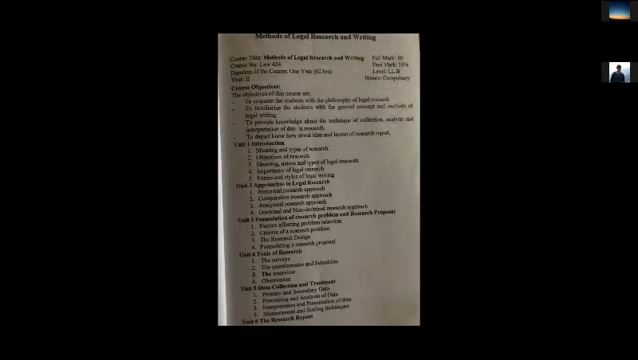 Methods of Legal Research and Writing
Course Title: Methods of Legal Research and Writing Full Mark: 50
Course No: Law 424 Pass Mark: 35%
Duration of the Course: One Year (62 hrs) Level: LL.B
Year: II Nature: Compulsory
Course Objectives:
The objectives of this course are;
- To acquaint the students with the philosophy of legal research
- To familiarize the students with the general concept and methods of
legal writing
- To provide knowledge about the technique of collection, analysis and
interpretation of data in research.
- To depart know how about idea and layout of research report.
Unit 1 Introduction
1. Meaning and types of research
2. Objectives of research
3. Meaning, nature and types of legal research
4. Importance of legal research
5. Forms and styles of legal writing
Unit 2 Approaches to Legal Research
1. Historical research approach
2. Comparative research approach
3. Analytical research approach
4. Doctrinal and Non-doctrinal research approach
Unit 3 Formulation of research problem and Research Proposal
1. Factors affecting problem selection
2. Criteria of a research problem
3. The Research Design
4. Formulating a research proposal
Unit 4 Tools of Research
1. The surveys
2. The questionnaire and Schedules
3. The interview
4. Observation
Unit 5 Data Collection and Treatment
1. Primary and Secondary Data
2. Processing and Analysis of Data
3. Interpretation and Presentation of data
4. Measurement and Scaling techniques
Unit 6 The Research Report